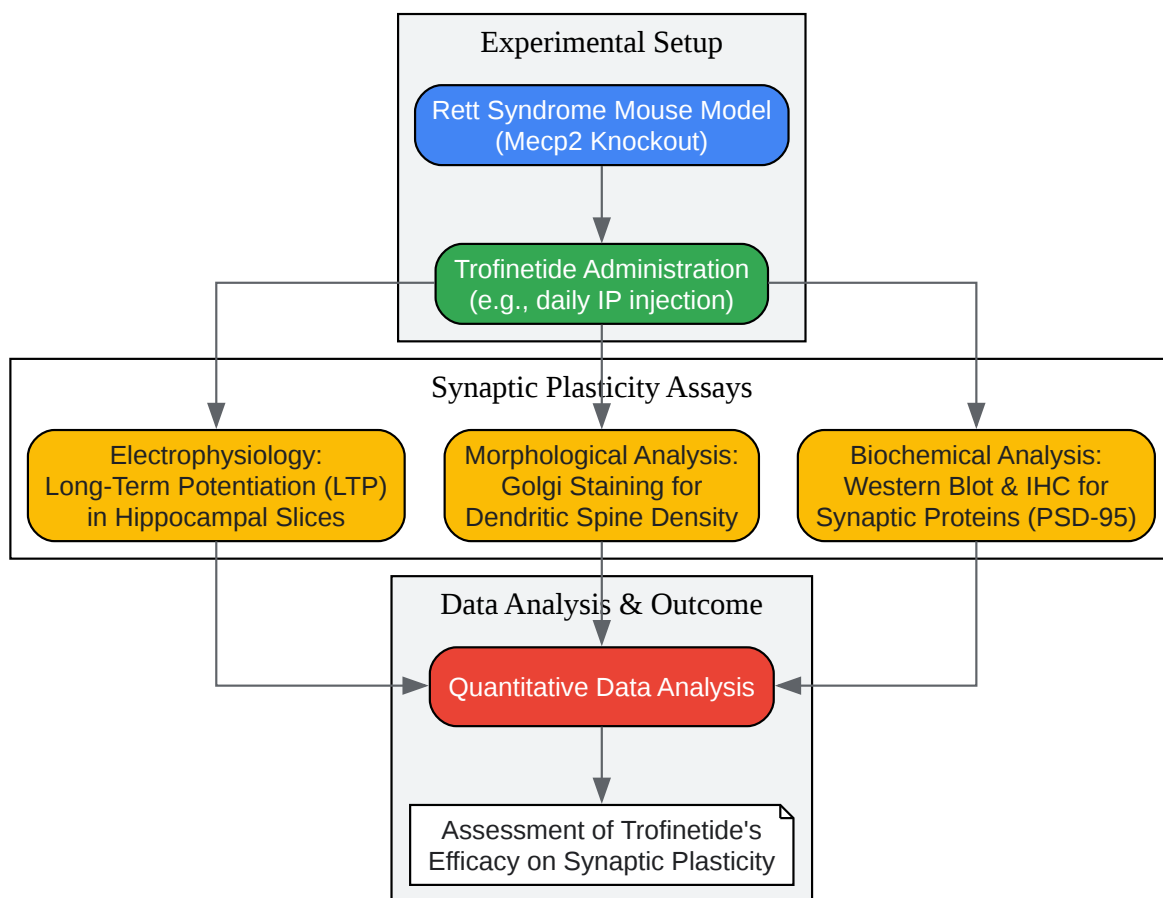 Experimental Setup
Rett Syndrome Mouse Model
(Mecp2 Knockout)
Trofinetide Administration
(e.g., daily IP injection)
Synaptic Plasticity Assays
Electrophysiology:
Long-Term Potentiation (LTP)
in Hippocampal Slices
Morphological Analysis:
Golgi Staining for
Dendritic Spine Density
Biochemical Analysis:
Western Blot & IHC for
Synaptic Proteins (PSD-95)
Data Analysis & Outcome
Quantitative Data Analysis
Assessment of Trofinetide's
Efficacy on Synaptic Plasticity